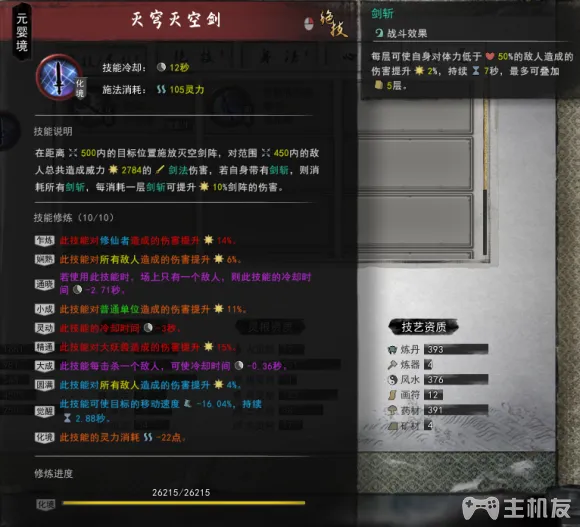 元婴境
灭穹灭空剑
绝技
技能冷却: 12秒
化境
施法消耗: 105灵力
技能说明
在距离 500内的目标位置施放灭空剑阵,对范围 450内的敌
人总共造成威力 2784的 剑法伤害,若自身带有剑斩,则消
耗所有剑斩,每消耗一层剑斩可提升 10%剑阵的伤害。
技能修炼(10/10)
乍炼 此技能对修仙者造成的伤害提升 14%。
娴熟 此技能对所有敌人造成的伤害提升 6%。
通晓 若使用此技能时,场上只有一个敌人,则此技能的冷却时
间 -2.71秒。
小成 此技能对普通单位造成的伤害提升 11%。
灵动 此技能的冷却时间 -3秒。
精通 此技能对大妖兽造成的伤害提升 15%。
大成 此技能每击杀一个敌人,可使冷却时间 -0.36秒。
圆满 此技能对所有敌人造成的伤害提升 4%。
觉醒 此技能可使目标的移动速度 -16.04%,持续
2.88秒。
化境 此技能的灵力消耗 -22点。
修炼进度
26215/26215
化境
剑斩
战斗效果
每层可使自身对体力低于 50%的敌人造成的
伤害提升 2%,持续 7秒,最多可叠加
5层。
技艺资质
炼丹 393
炼器 4
风水 376
画符 12
药材 391
矿材 4
主机友